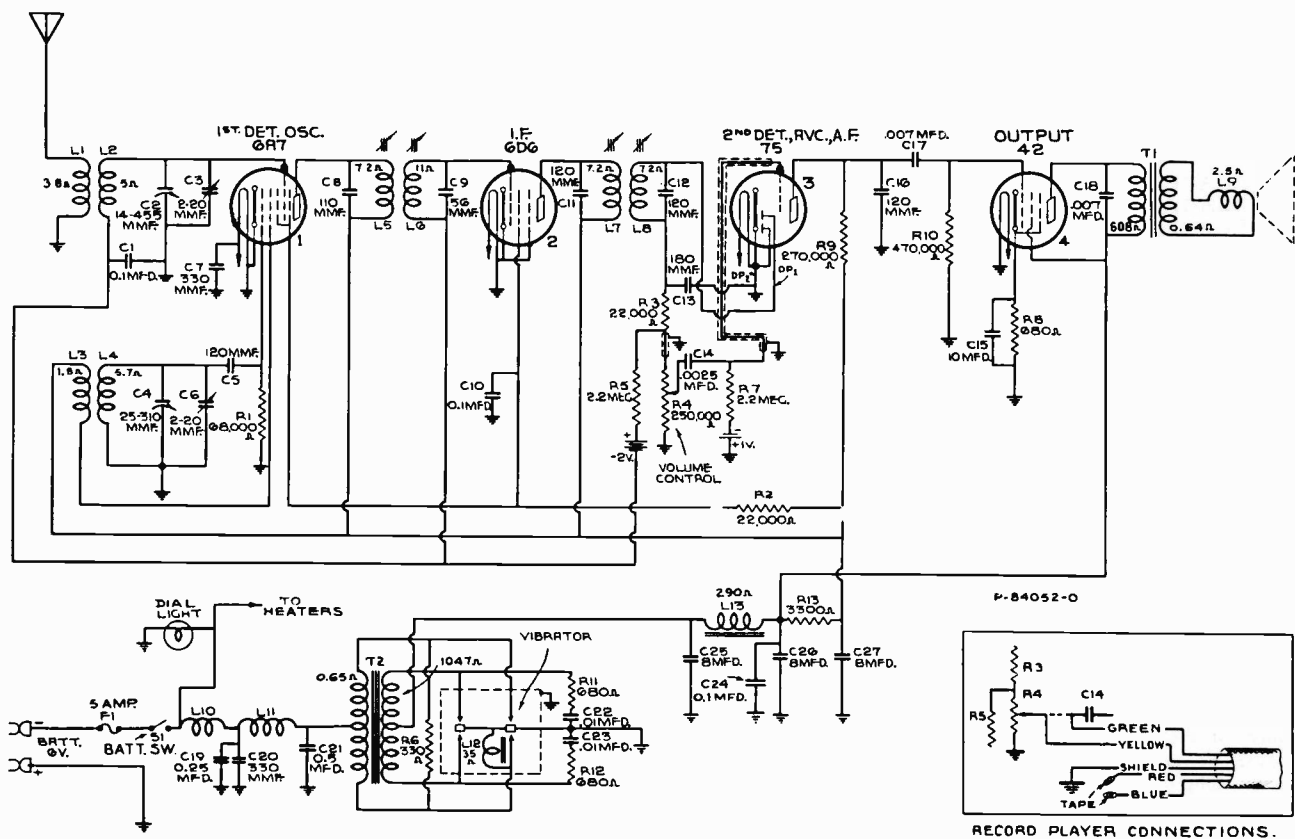 1ST. DET. OSC.
6A7
I.F.
6D6
2ND DET., AVC., A.F.
75
.007 MFD.
C17
OUTPUT
42
T1
L1
L2
3.8Ω
5Ω
C2
14-455
MMF.
C3
2-20
MMF.
C1
0.1 MFD.
C7
330
MMF.
1
C8
110
MMF.
7.2Ω
L5
11Ω
L6
C9
56
MMF.
2
120
MMF.
C11
7.2Ω
L7
7.2Ω
L8
C12
120
MMF.
180
MMF.
C13
DP2
DP1
3
R9
270,000
Ω
C16
120
MMF.
R10
470,000
Ω
4
C18
.007
MFD.
608Ω
0.64Ω
2.5Ω
L9
R3
22,000
Ω
C14
.0025
MFD.
R5
2.2 MEG.
R4
250,000
Ω
R7
2.2 MEG.
+
-2V.
-
+1V.
VOLUME
CONTROL
C15
10 MFD.
R8
680Ω
L3
L4
1.8Ω
5.7Ω
120 MMF.
C5
C4
25-310
MMF.
C6
2-20
MMF.
R1
68,000
Ω
C10
0.1 MFD
R2
22,000Ω
P-84052-0
DIAL
LIGHT
TO
HEATERS
5 AMP.
F1
S1
BATT. SW.
BATT.
6V.
-
+
L10
L11
C19
0.25
MFD.
C20
330
MMF.
C21
0.5
MFD.
0.65Ω
T2
1047Ω
R6
330
Ω
VIBRATOR
L12
35
Ω
R11
680Ω
C22
.01 MFD.
C23
.01 MFD.
R12
680Ω
290Ω
L13
R13
3300Ω
C25
8 MFD.
C24
0.1 MFD.
C26
8 MFD.
C27
8 MFD.
R3
R4
R5
C14
GREEN
YELLOW
SHIELD
RED
BLUE
TAPE
RECORD PLAYER CONNECTIONS.